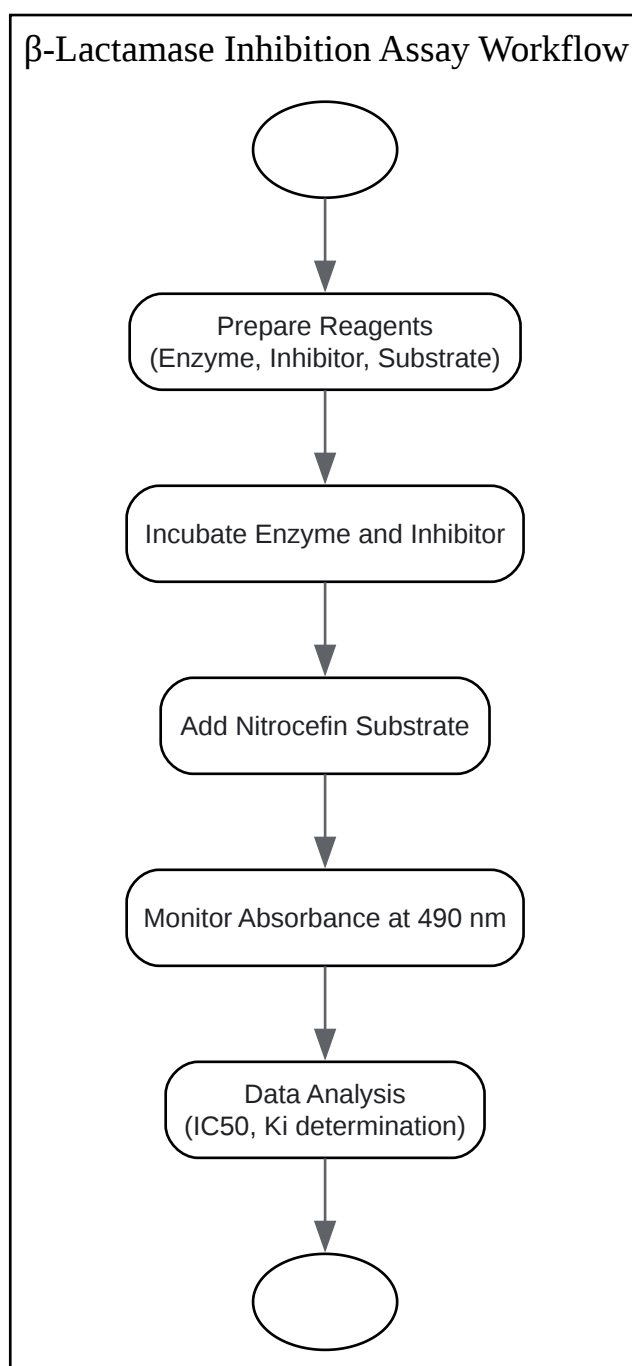 β-Lactamase Inhibition Assay Workflow
Prepare Reagents
(Enzyme, Inhibitor, Substrate)
Incubate Enzyme and Inhibitor
Add Nitrocefin Substrate
Monitor Absorbance at 490 nm
Data Analysis
(IC50, Ki determination)